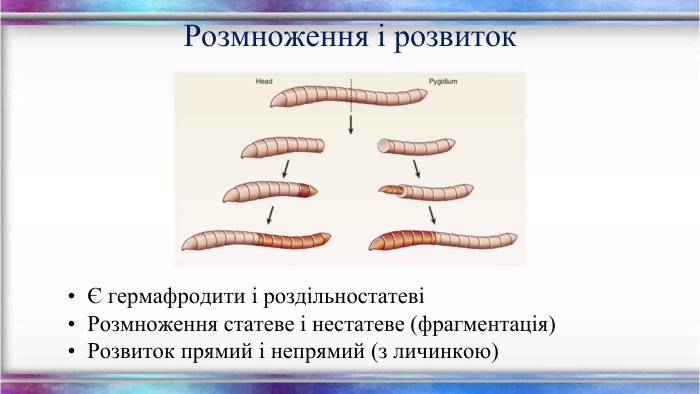 Розмноження і розвиток
Head Pygidium
• Є гермафродити і роздільностатеві
• Розмноження статеве і нестатеве (фрагментація)
• Розвиток прямий і непрямий (з личинкою)